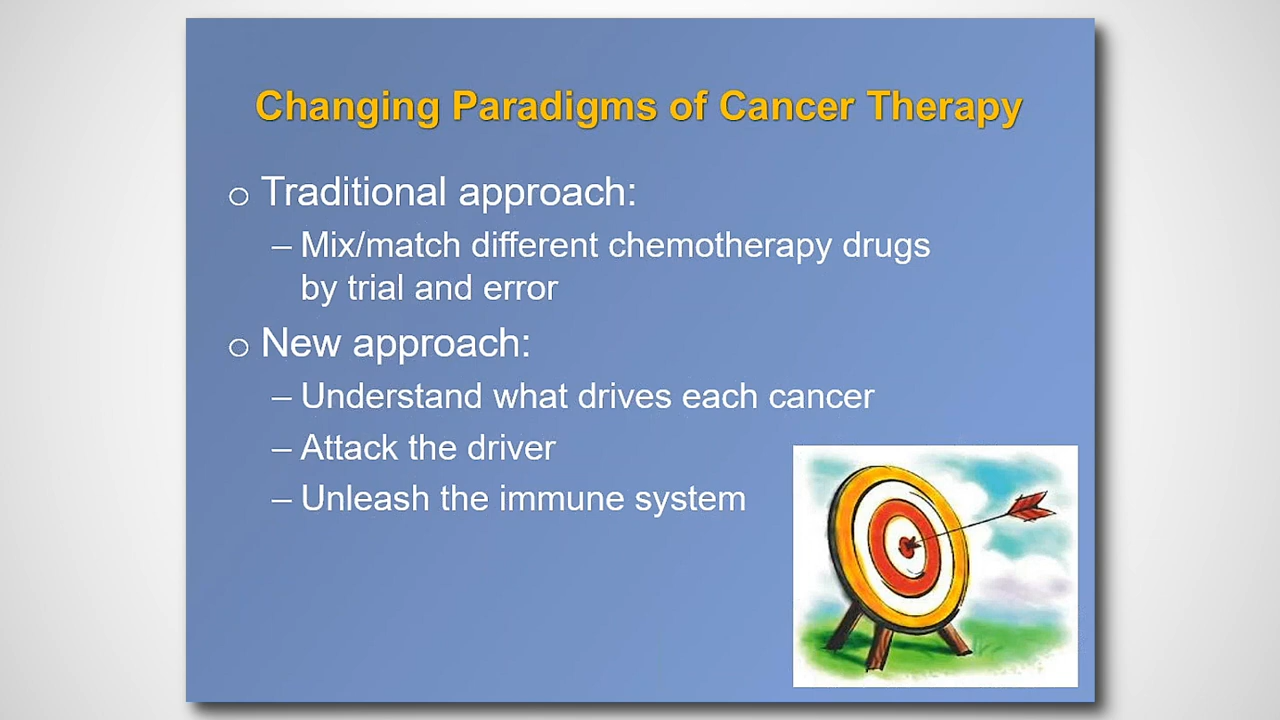 Changing Paradigms of Cancer Therapy
o Traditional approach:
– Mix/match different chemotherapy drugs
by trial and error
o New approach:
– Understand what drives each cancer
– Attack the driver
– Unleash the immune system